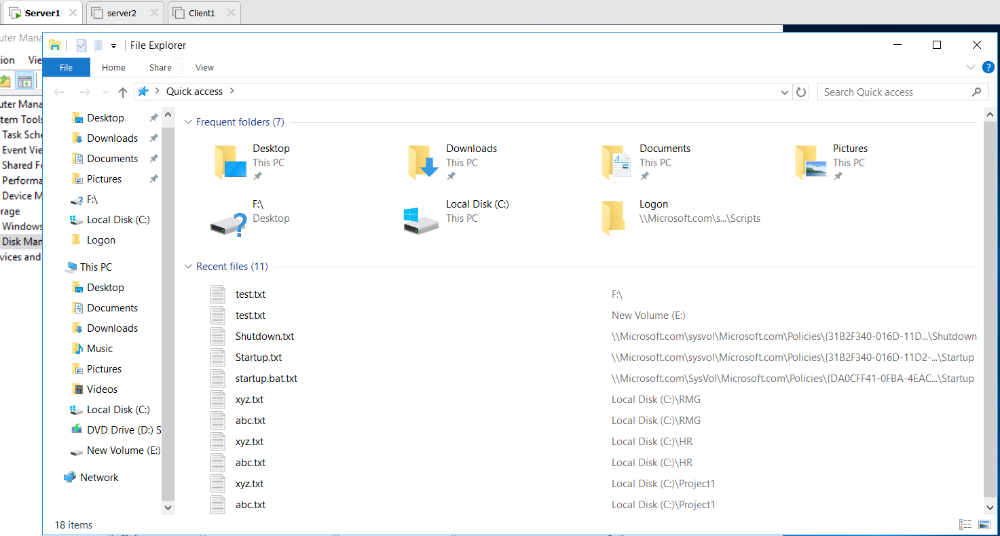 Server1
server2
Client1
uter Mana
File Explorer
tion
Vie
File
Home
Share
View
Quick access
Search Quick access
uter Mana
stem Tools
Task Sche
Event Vie
Shared Fo
Performa
Device M
orage
Windows
Disk Man
vices and
Desktop
Downloads
Documents
Pictures
F:\
Local Disk (C:)
Logon
This PC
Desktop
Documents
Downloads
Music
Pictures
Videos
Local Disk (C:)
DVD Drive (D:) S
New Volume (E:)
Network
Frequent folders (7)
Desktop
This PC
Downloads
This PC
Documents
This PC
Pictures
This PC
F:\
Desktop
Local Disk (C:)
This PC
Logon
\\Microsoft.com\s...\Scripts
Recent files (11)
test.txt F:\
test.txt New Volume (E:)
Shutdown.txt \\Microsoft.com\sysvol\Microsoft.com\Policies\{31B2F340-016D-11D...\Shutdown
Startup.txt \\Microsoft.com\sysvol\Microsoft.com\Policies\{31B2F340-016D-11D2-...\Startup
startup.bat.txt \\Microsoft.com\SysVol\Microsoft.com\Policies\{DA0CFF41-0FBA-4EAC...\Startup
xyz.txt Local Disk (C:)\RMG
abc.txt Local Disk (C:)\RMG
xyz.txt Local Disk (C:)\HR
abc.txt Local Disk (C:)\HR
xyz.txt Local Disk (C:)\Project1
abc.txt Local Disk (C:)\Project1
18 items